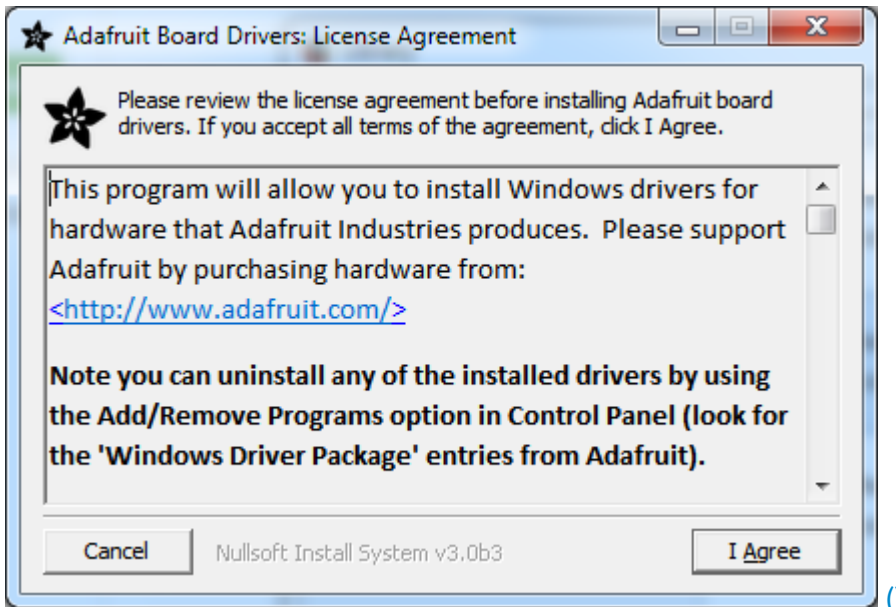 Adafruit Board Drivers: License Agreement
Please review the license agreement before installing Adafruit board
drivers. If you accept all terms of the agreement, click I Agree.
This program will allow you to install Windows drivers for
hardware that Adafruit Industries produces.  Please support
Adafruit by purchasing hardware from:
<http://www.adafruit.com/>
Note you can uninstall any of the installed drivers by using
the Add/Remove Programs option in Control Panel (look for
the 'Windows Driver Package' entries from Adafruit).
Cancel Nullsoft Install System v3.0b3 I Agree
(